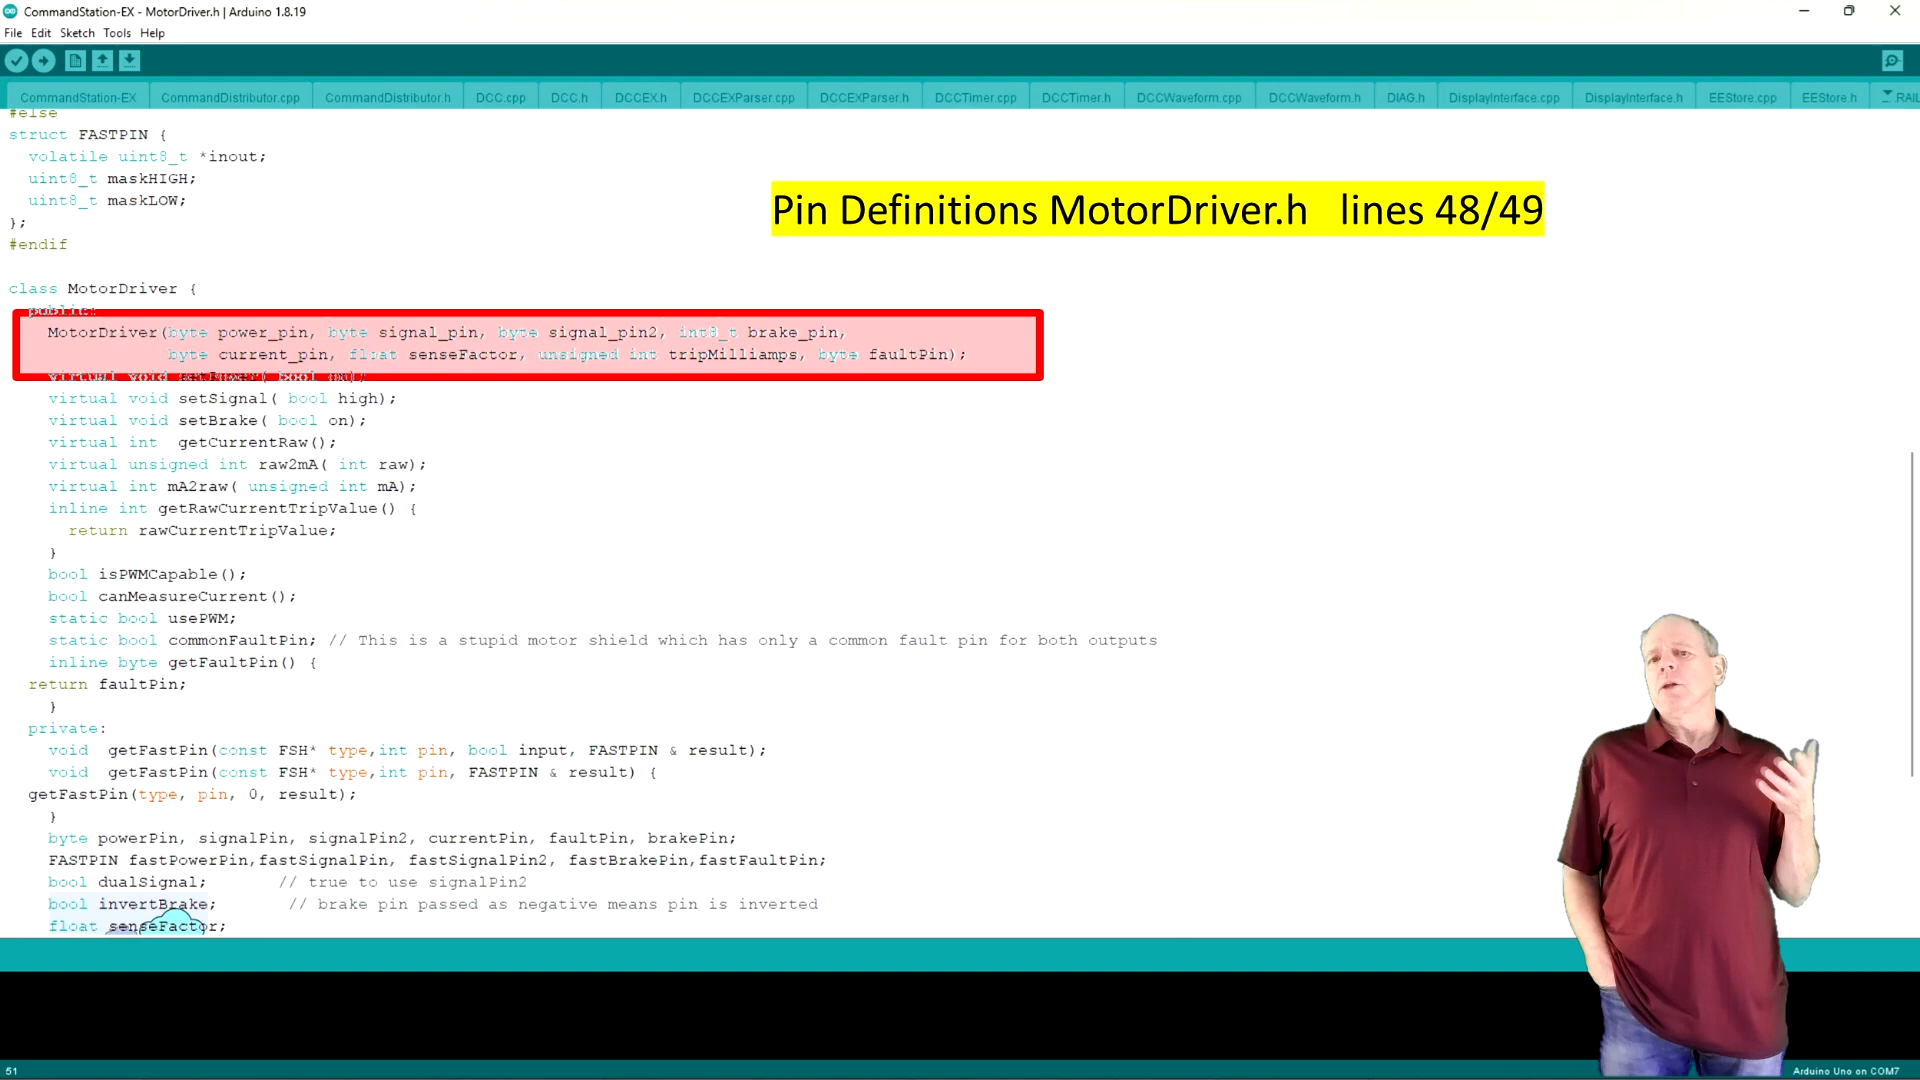 CommandStation-EX - MotorDriver.h | Arduino 1.8.19
File Edit Sketch Tools Help
CommandStation-EX CommandDistributor.cpp CommandDistributor.h DCC.cpp DCC.h DCCEX.h DCCEXParser.cpp DCCEXParser.h DCCTimer.cpp DCCTimer.h DCCWaveform.cpp DCCWaveform.h DIAG.h DisplayInterface.cpp DisplayInterface.h EEStore.cpp EEStore.h
#else
struct FASTPIN {
volatile uint8_t *inout;
uint8_t maskHIGH;
uint8_t maskLOW;
};
#endif
Pin Definitions MotorDriver.h lines 48/49
class MotorDriver {
public:
MotorDriver(byte power_pin, byte signal_pin, byte signal_pin2, int8_t brake_pin,
byte current_pin, float senseFactor, unsigned int tripMilliamps, byte faultPin);
virtual void setPower( bool on);
virtual void setSignal( bool high);
virtual void setBrake( bool on);
virtual int getCurrentRaw();
virtual unsigned int raw2mA( int raw);
virtual int mA2raw( unsigned int mA);
inline int getRawCurrentTripValue() {
return rawCurrentTripValue;
}
bool isPWMCapable();
bool canMeasureCurrent();
static bool usePWM;
static bool commonFaultPin; // This is a stupid motor shield which has only a common fault pin for both outputs
inline byte getFaultPin() {
return faultPin;
}
private:
void getFastPin(const FSH* type,int pin, bool input, FASTPIN & result);
void getFastPin(const FSH* type,int pin, FASTPIN & result) {
getFastPin(type, pin, 0, result);
}
byte powerPin, signalPin, signalPin2, currentPin, faultPin, brakePin;
FASTPIN fastPowerPin,fastSignalPin, fastSignalPin2, fastBrakePin,fastFaultPin;
bool dualSignal; // true to use signalPin2
bool invertBrake; // brake pin passed as negative means pin is inverted
float senseFactor;
51
Arduino Uno on COM7